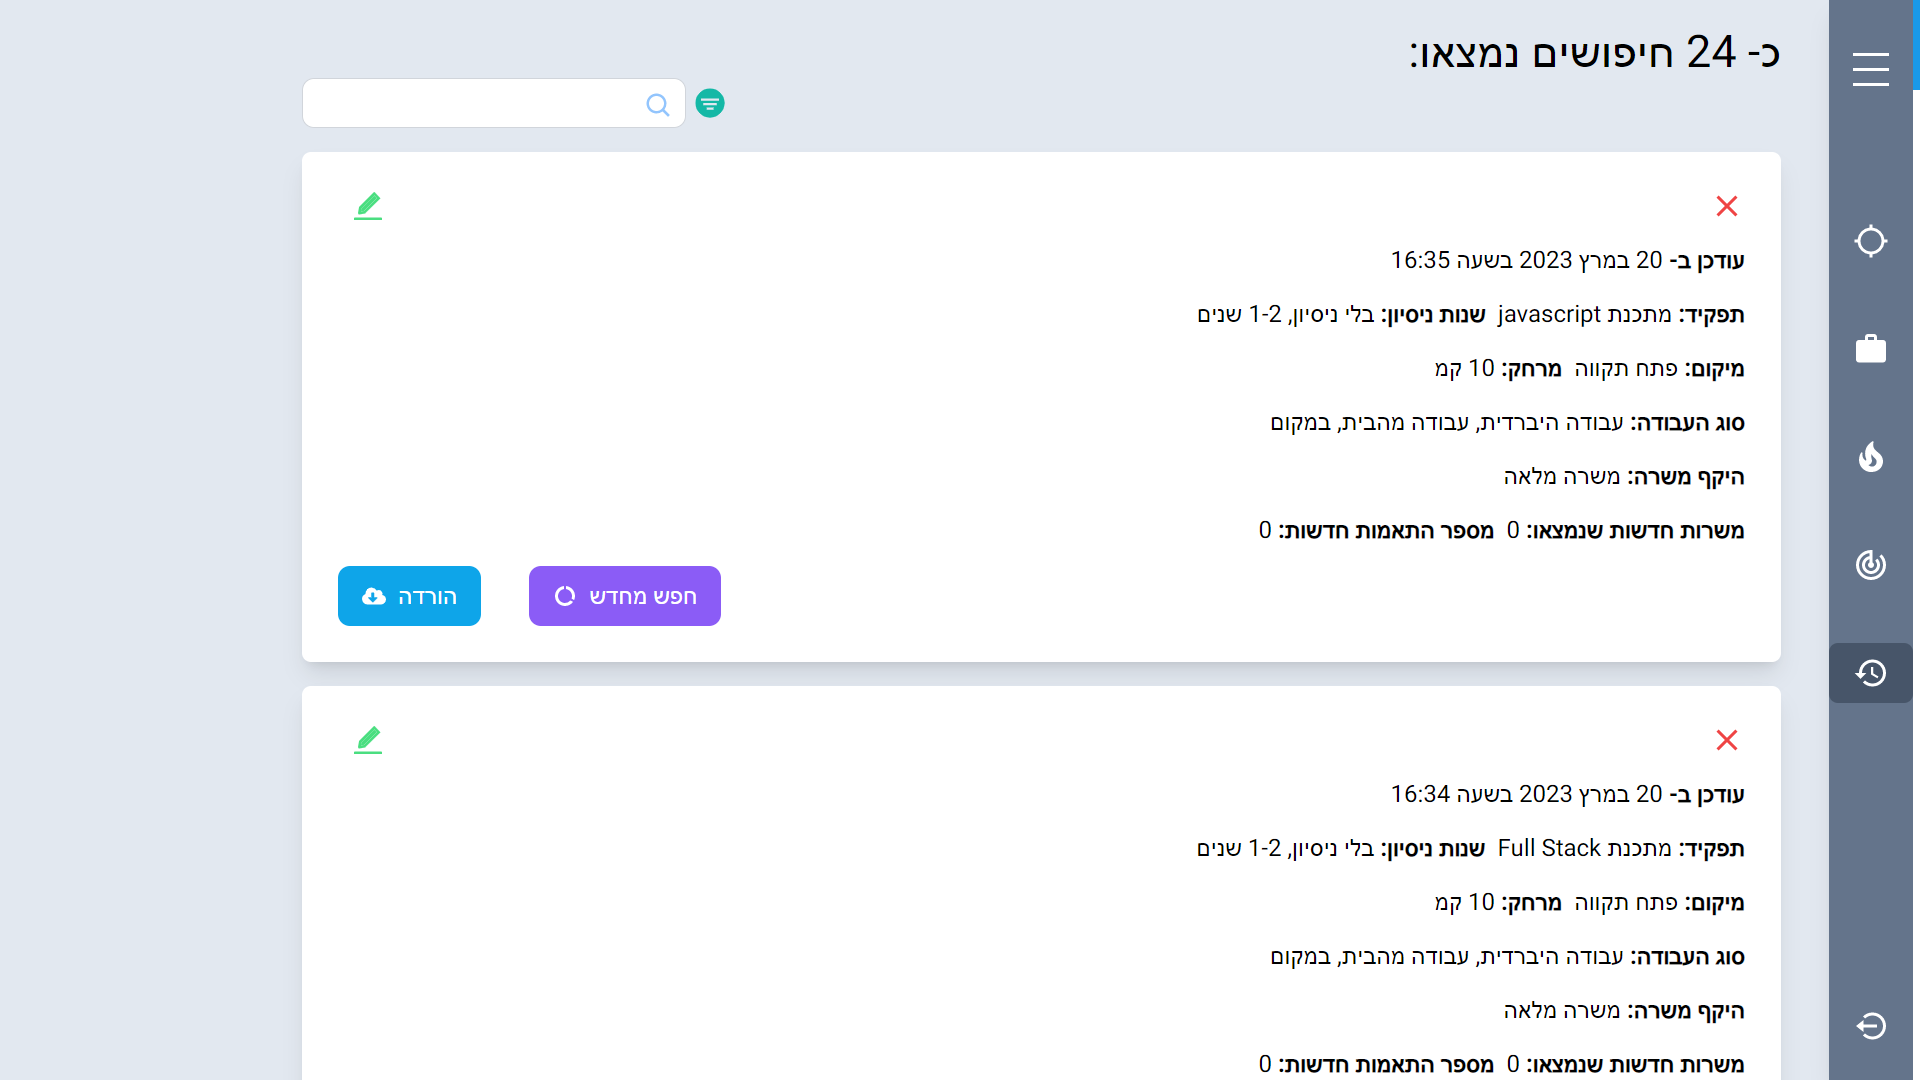 כ- 24 חיפושים נמצאו:
עודכן ב- 20 במרץ 2023 בשעה 16:35
תפקיד: מתכנת javascript שנות ניסיון: בלי ניסיון, 1-2 שנים
מיקום: פתח תקווה מרחק: 10 קמ
סוג העבודה: עבודה היברדית, עבודה מהבית, במקום
היקף משרה: משרה מלאה
משרות חדשות שנמצאו: 0 מספר התאמות חדשות: 0
חפש מחדש הורדה
עודכן ב- 20 במרץ 2023 בשעה 16:34
תפקיד: מתכנת Full Stack שנות ניסיון: בלי ניסיון, 1-2 שנים
מיקום: פתח תקווה מרחק: 10 קמ
סוג העבודה: עבודה היברדית, עבודה מהבית, במקום
היקף משרה: משרה מלאה
משרות חדשות שנמצאו: 0 מספר התאמות חדשות: 0